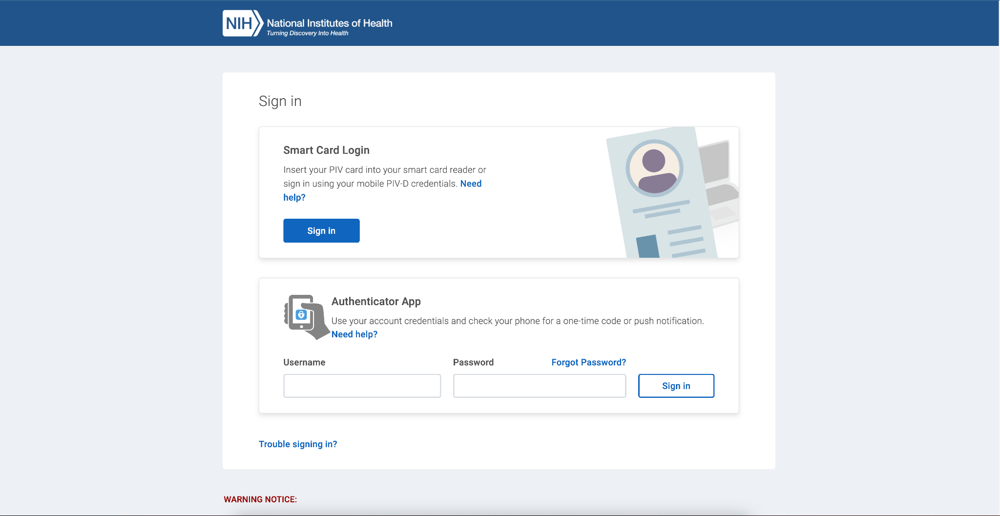 NIH
National Institutes of Health
Turning Discovery Into Health
Sign in
Smart Card Login
Insert your PIV card into your smart card reader or
sign in using your mobile PIV-D credentials. Need
help?
Sign in
Authenticator App
Use your account credentials and check your phone for a one-time code or push notification.
Need help?
Username
Password
Forgot Password?
Sign in
Trouble signing in?
WARNING NOTICE: